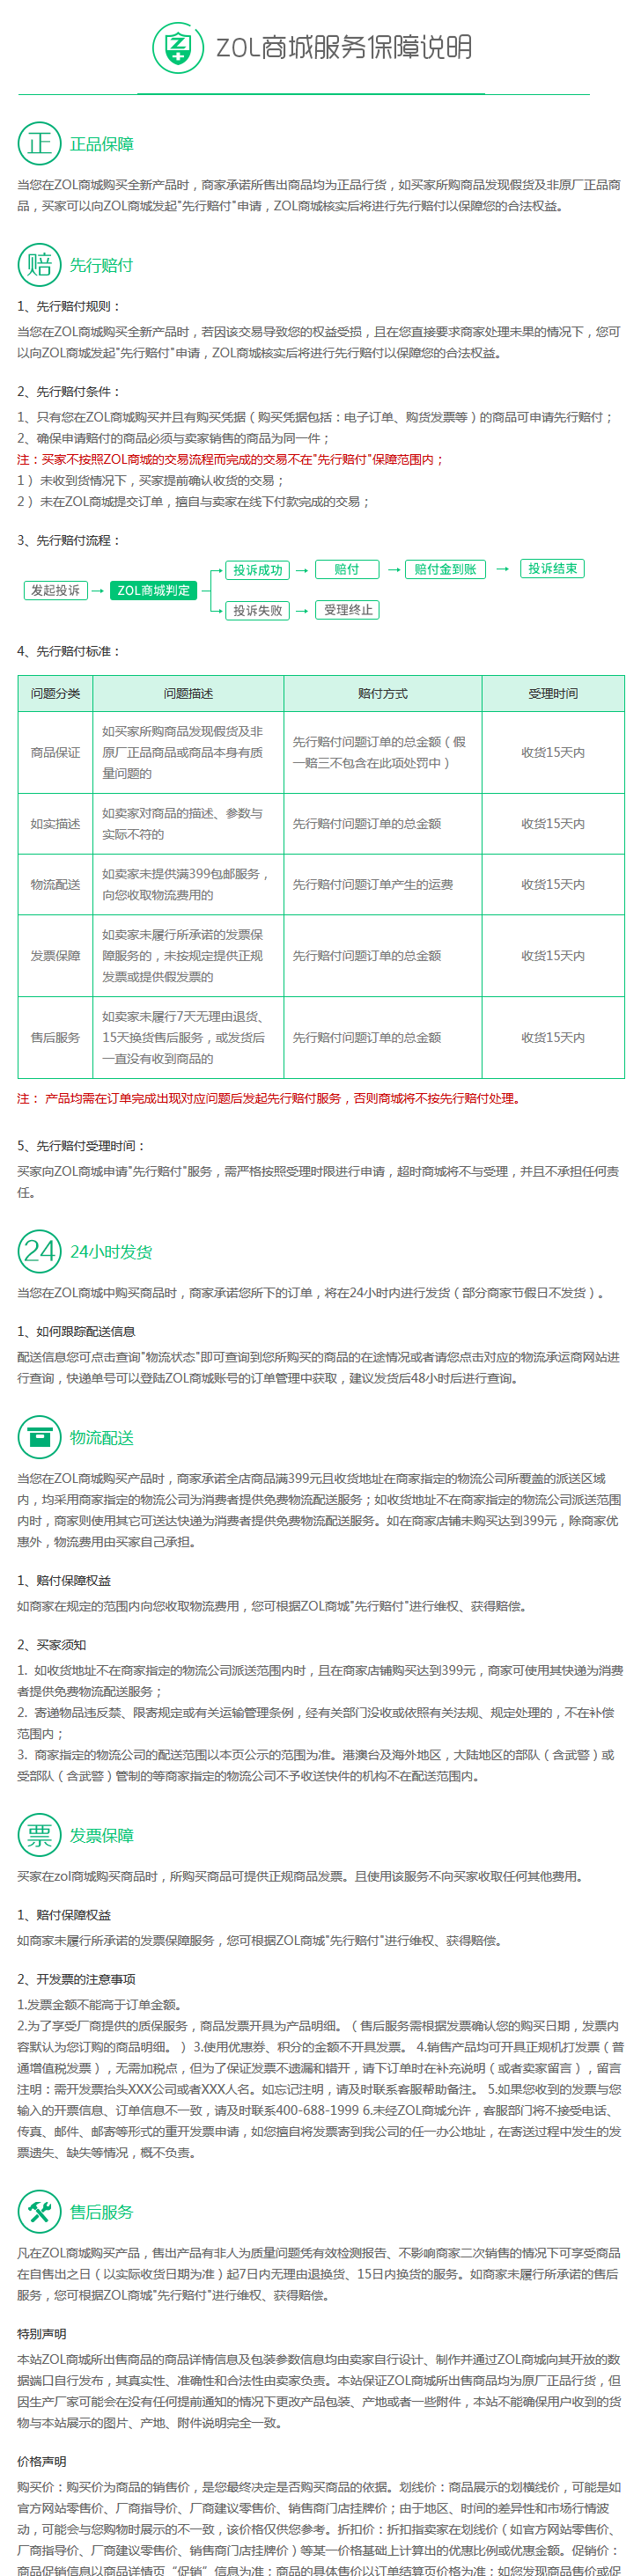 ZOL商城服务保障说明
正 正品保障
当您在ZOL商城购买全新产品时，商家承诺所售出商品均为正品行货，如买家所购商品发现假货及非原厂正品商
品，买家可以向ZOL商城发起"先行赔付"申请，ZOL商城核实后将进行先行赔付以保障您的合法权益。
赔 先行赔付
1、先行赔付规则：
当您在ZOL商城购买全新产品时，若因该交易导致您的权益受损，且在您直接要求商家处理未果的情况下，您可
以向ZOL商城发起"先行赔付"申请，ZOL商城核实后将进行先行赔付以保障您的合法权益。
2、先行赔付条件：
1、只有您在ZOL商城购买并且有购买凭据（购买凭据包括：电子订单、购货发票等）的商品可申请先行赔付；
2、确保申请赔付的商品必须与卖家销售的商品为同一件；
注：买家不按照ZOL商城的交易流程而完成的交易不在"先行赔付"保障范围内；
1） 未收到货情况下，买家提前确认收货的交易；
2） 未在ZOL商城提交订单，擅自与卖家在线下付款完成的交易；
3、先行赔付流程：
投诉成功 赔付 赔付金到账 投诉结束
发起投诉 ZOL商城判定
投诉失败 受理终止
4、先行赔付标准：
问题分类 问题描述 赔付方式 受理时间
商品保证 如买家所购商品发现假货及非
原厂正品商品或商品本身有质
量问题的
先行赔付问题订单的总金额（假
一赔三不包含在此项处罚中）
收货15天内
如实描述 如卖家对商品的描述、参数与
实际不符的
先行赔付问题订单的总金额 收货15天内
物流配送 如卖家未提供满399包邮服务，
向您收取物流费用的
先行赔付问题订单产生的运费 收货15天内
发票保障 如卖家未履行所承诺的发票保
障服务的，未按规定提供正规
发票或提供假发票的
先行赔付问题订单的总金额 收货15天内
售后服务 如卖家未履行7天无理由退货、
15天换货售后服务，或发货后
一直没有收到商品的
先行赔付问题订单的总金额 收货15天内
注： 产品均需在订单完成出现对应问题后发起先行赔付服务，否则商城将不按先行赔付处理。
5、先行赔付受理时间：
买家向ZOL商城申请"先行赔付"服务，需严格按照受理时限进行申请，超时商城将不与受理，并且不承担任何责
任。
24 24小时发货
当您在ZOL商城中购买商品时，商家承诺您所下的订单，将在24小时内进行发货（部分商家节假日不发货）。
1、如何跟踪配送信息
配送信息您可点击查询"物流状态"即可查询到您所购买的商品的在途情况或者请您点击对应的物流承运商网站进
行查询，快递单号可以登陆ZOL商城账号的订单管理中获取，建议发货后48小时后进行查询。
物流配送
当您在ZOL商城购买产品时，商家承诺全店商品满399元且收货地址在商家指定的物流公司所覆盖的派送区域
内，均采用商家指定的物流公司为消费者提供免费物流配送服务；如收货地址不在商家指定的物流公司派送范围
内时，商家则使用其它可送达快递为消费者提供免费物流配送服务。如在商家店铺未购买达到399元，除商家优
惠外，物流费用由买家自己承担。
1、赔付保障权益
如商家在规定的范围内向您收取物流费用，您可根据ZOL商城"先行赔付"进行维权、获得赔偿。
2、买家须知
1. 如收货地址不在商家指定的物流公司派送范围内时，且在商家店铺购买达到399元，商家可使用其快递为消费
者提供免费物流配送服务；
2. 寄递物品违反禁、限寄规定或有关运输管理条例，经有关部门没收或依照有关法规、规定处理的，不在补偿
范围内；
3. 商家指定的物流公司的配送范围以本页公示的范围为准。港澳台及海外地区，大陆地区的部队（含武警）或
受部队（含武警）管制的等商家指定的物流公司不予收送快件的机构不在配送范围内。
票 发票保障
买家在zol商城购买商品时，所购买商品可提供正规商品发票。且使用该服务不向买家收取任何其他费用。
1、赔付保障权益
如商家未履行所承诺的发票保障服务，您可根据ZOL商城"先行赔付"进行维权、获得赔偿。
2、开发票的注意事项
1.发票金额不能高于订单金额。
2.为了享受厂商提供的质保服务，商品发票开具为产品明细。（售后服务需根据发票确认您的购买日期，发票内
容默认为您订购的商品明细。） 3.使用优惠券、积分的金额不开具发票。 4.销售产品均可开具正规机打发票（普
通增值税发票），无需加税点，但为了保证发票不遗漏和错开，请下订单时在补充说明（或者卖家留言），留言
注明：需开发票抬头XXX公司或者XXX人名。如忘记注明，请及时联系客服帮助备注。 5.如果您收到的发票与您
输入的开票信息、订单信息不一致，请及时联系400-688-1999 6.未经ZOL商城允许，客服部门将不接受电话、
传真、邮件、邮寄等形式的重开发票申请，如您擅自将发票寄到我公司的任一办公地址，在寄送过程中发生的发
票遗失、缺失等情况，概不负责。
售后服务
凡在ZOL商城购买产品，售出产品有非人为质量问题凭有效检测报告、不影响商家二次销售的情况下可享受商品
在自售出之日（以实际收货日期为准）起7日内无理由退换货、15日内换货的服务。如商家未履行所承诺的售后
服务，您可根据ZOL商城"先行赔付"进行维权、获得赔偿。
特别声明
本站ZOL商城所出售商品的商品详情信息及包装参数信息均由卖家自行设计、制作并通过ZOL商城向其开放的数
据端口自行发布，其真实性、准确性和合法性由卖家负责。本站保证ZOL商城所出售商品均为原厂正品行货，但
因生产厂家可能会在没有任何提前通知的情况下更改产品包装、产地或者一些附件，本站不能确保用户收到的货
物与本站展示的图片、产地、附件说明完全一致。
价格声明
购买价：购买价为商品的销售价，是您最终决定是否购买商品的依据。划线价：商品展示的划横线价，可能是如
官方网站零售价、厂商指导价、厂商建议零售价、销售商门店挂牌价；由于地区、时间的差异性和市场行情波
动，可能会与您购物时展示的不一致，该价格仅供您参考。折扣价：折扣指卖家在划线价（如官方网站零售价、
厂商指导价、厂商建议零售价、销售商门店挂牌价）等某一价格基础上计算出的优惠比例或优惠金额。促销价：
商品促销信息以商品详情页“促销”信息为准；商品的具体售价以订单结算页价格为准；如您发现商品售价或促